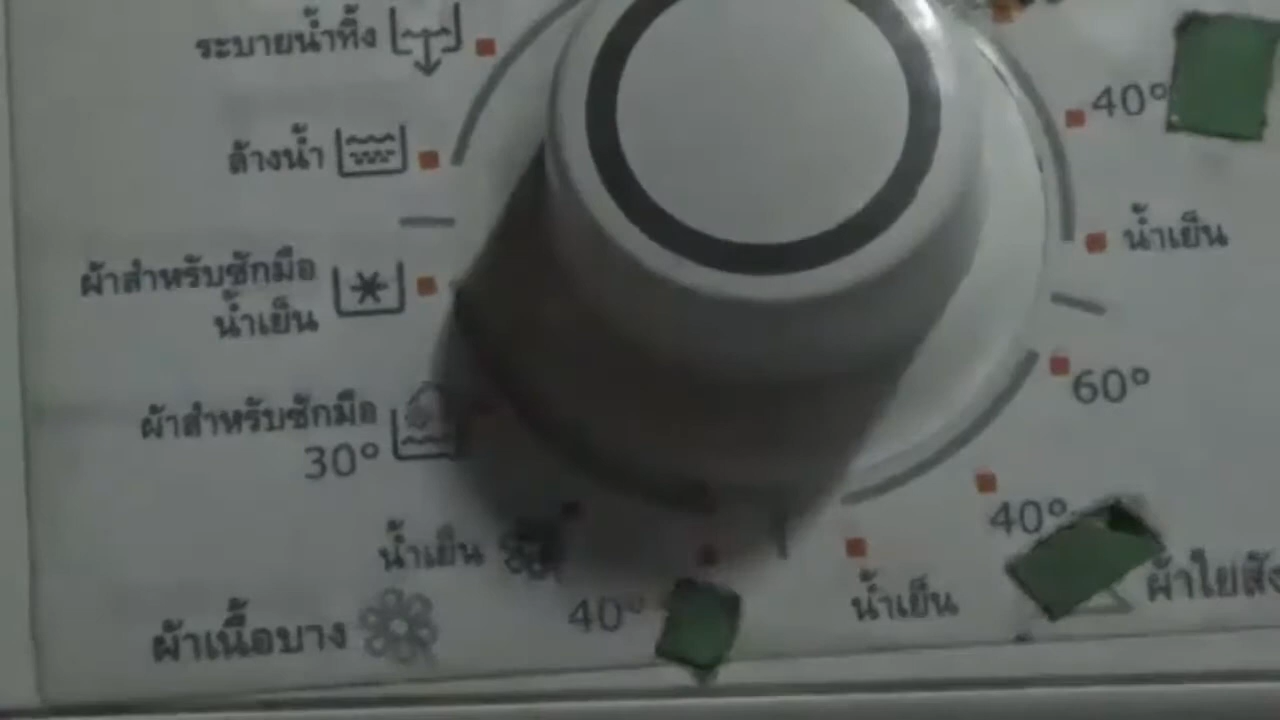 ระบายน้ำทิ้ง
ล้างน้ำ
ผ้าสำหรับซักมือ
น้ำเย็น
ผ้าสำหรับซักมือ
30°
น้ำเย็น
ผ้าเนื้อบาง
40°
น้ำเย็น
40°
60°
น้ำเย็น
40°